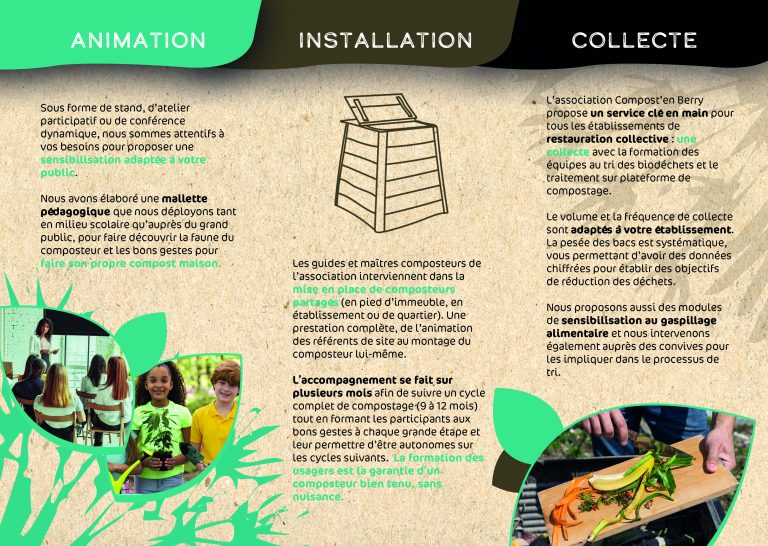 ANIMATION
Sous forme de stand, d'atelier
participatif ou de conférence
dynamique, nous sommes attentifs à
vos besoins pour proposer une
sensibilisation adaptée à votre
public.
Nous avons élaboré une mallette
pédagogique que nous déployons tant
en milieu scolaire qu'auprès du grand
public, pour faire découvrir la faune du
composteur et les bons gestes pour
faire son propre compost maison.
INSTALLATION
Les guides et maîtres composteurs de
l'association interviennent dans la
mise en place de composteurs
partagés (en pied d'immeuble, en
établissement ou de quartier). Une
prestation complète, de l'animation
des référents de site au montage du
composteur lui-même.
L'accompagnement se fait sur
plusieurs mois afin de suivre un cycle
complet de compostage (9 à 12 mois)
tout en formant les participants aux
bons gestes à chaque grande étape et
leur permettre d'être autonomes sur
les cycles suivants. La formation des
usagers est la garantie d'un
composteur bien tenu, sans
nuisance.
COLLECTE
L'association Compost'en Berry
propose un service clé en main pour
tous les établissements de
restauration collective : une
collecte avec la formation des
équipes au tri des biodéchets et le
traitement sur plateforme de
compostage.
Le volume et la fréquence de collecte
sont adaptés à votre établissement.
La pesée des bacs est systématique,
vous permettant d'avoir des données
chiffrées pour établir des objectifs
de réduction des déchets.
Nous proposons aussi des modules
de sensibilisation au gaspillage
alimentaire et nous intervenons
également auprès des convives pour
les impliquer dans le processus de
tri.